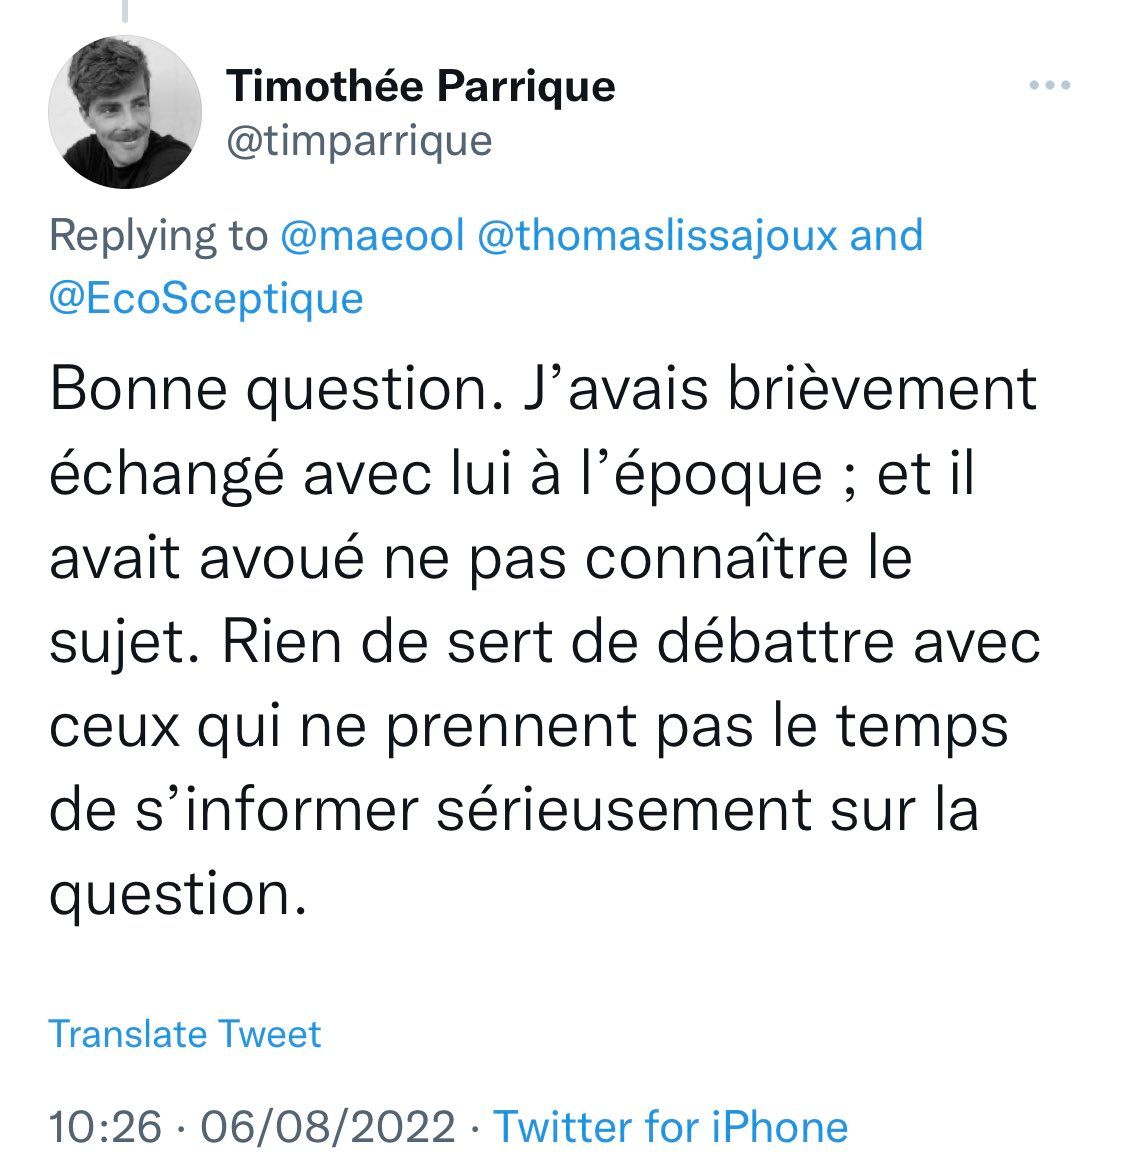 Timothée Parrique
@timparrique
Replying to @maeool @thomaslissajoux and
@EcoSceptique
Bonne question. J’avais brièvement
échangé avec lui à l’époque ; et il
avait avoué ne pas connaître le
sujet. Rien de sert de débattre avec
ceux qui ne prennent pas le temps
de s’informer sérieusement sur la
question.
Translate Tweet
10:26 · 06/08/2022 · Twitter for iPhone